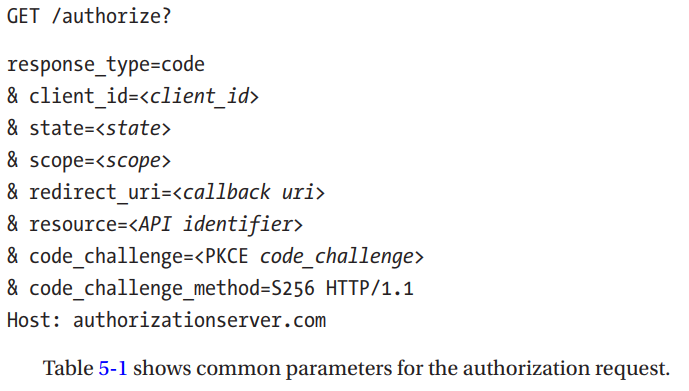 GET /authorize?
response_type=code
& client_id=<client_id>
& state=<state>
& scope=<scope>
& redirect_uri=<callback uri>
& resource=<API identifier>
& code_challenge=<PKCE code_challenge>
& code_challenge_method=S256 HTTP/1.1
Host: authorizationserver.com
Table 5-1 shows common parameters for the authorization request.